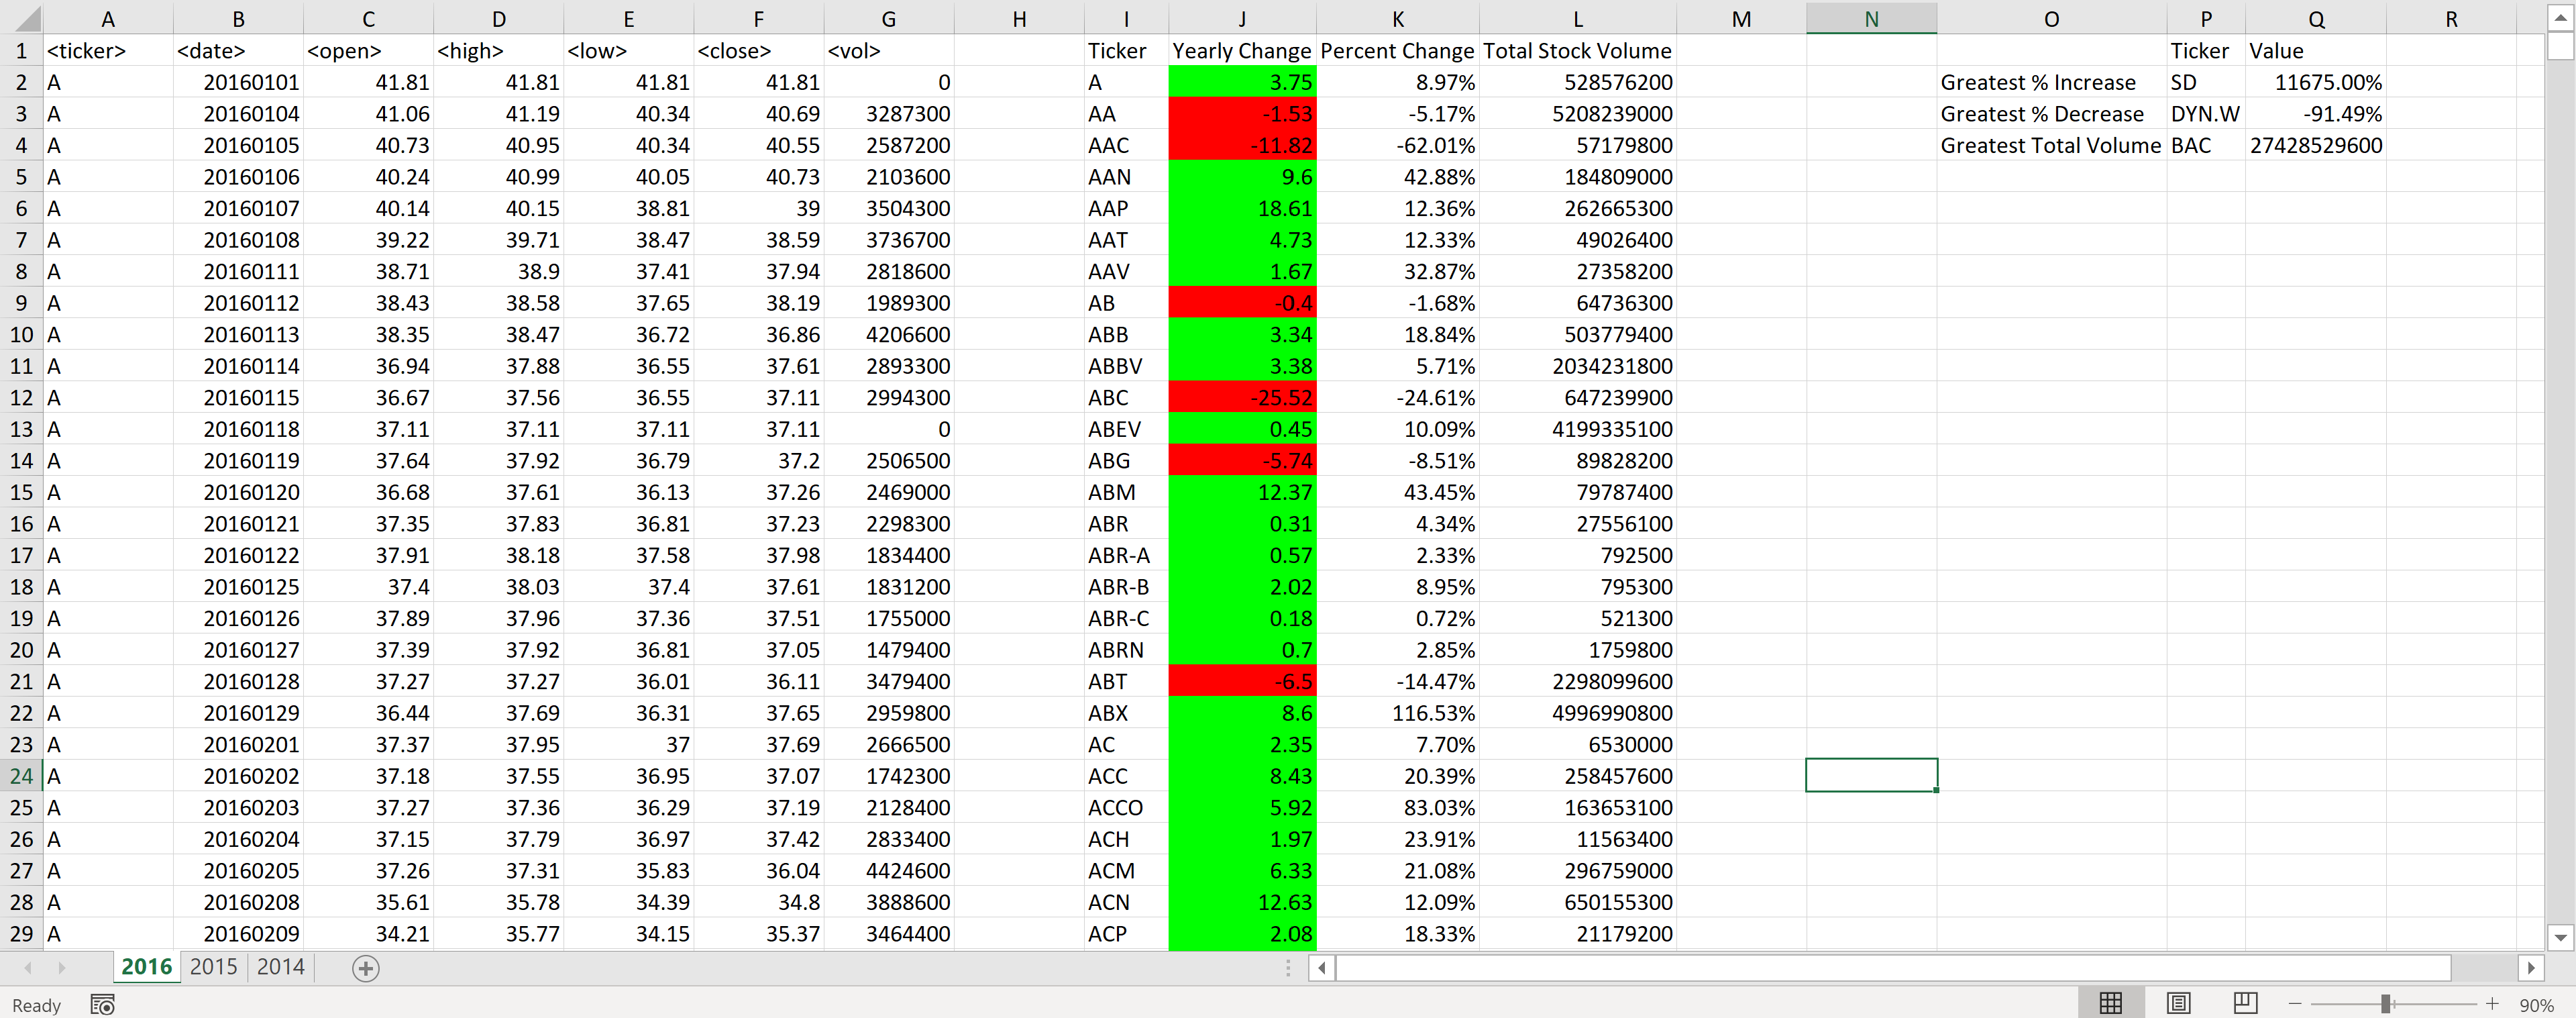 A B C D E F G H I J K L M N O P Q R
1 <ticker> <date> <open> <high> <low> <close> <vol> Ticker Yearly Change Percent Change Total Stock Volume Ticker Value
2 A 20160101 41.81 41.81 41.81 41.81 0 A 3.75 8.97% 528576200 Greatest % Increase SD 11675.00%
3 A 20160104 41.06 41.19 40.34 40.69 3287300 AA -1.53 -5.17% 5208239000 Greatest % Decrease DYN.W -91.49%
4 A 20160105 40.73 40.95 40.34 40.55 2587200 AAC -11.82 -62.01% 57179800 Greatest Total Volume BAC 27428529600
5 A 20160106 40.24 40.99 40.05 40.73 2103600 AAN 9.6 42.88% 184809000
6 A 20160107 40.14 40.15 38.81 39 3504300 AAP 18.61 12.36% 262665300
7 A 20160108 39.22 39.71 38.47 38.59 3736700 AAT 4.73 12.33% 49026400
8 A 20160111 38.71 38.9 37.41 37.94 2818600 AAV 1.67 32.87% 27358200
9 A 20160112 38.43 38.58 37.65 38.19 1989300 AB -0.4 -1.68% 64736300
10 A 20160113 38.35 38.47 36.72 36.86 4206600 ABB 3.34 18.84% 503779400
11 A 20160114 36.94 37.88 36.55 37.61 2893300 ABBV 3.38 5.71% 2034231800
12 A 20160115 36.67 37.56 36.55 37.11 2994300 ABC -25.52 -24.61% 647239900
13 A 20160118 37.11 37.11 37.11 37.11 0 ABEV 0.45 10.09% 4199335100
14 A 20160119 37.64 37.92 36.79 37.2 2506500 ABG -5.74 -8.51% 89828200
15 A 20160120 36.68 37.61 36.13 37.26 2469000 ABM 12.37 43.45% 79787400
16 A 20160121 37.35 37.83 36.81 37.23 2298300 ABR 0.31 4.34% 27556100
17 A 20160122 37.91 38.18 37.58 37.98 1834400 ABR-A 0.57 2.33% 792500
18 A 20160125 37.4 38.03 37.4 37.61 1831200 ABR-B 2.02 8.95% 795300
19 A 20160126 37.89 37.96 37.36 37.51 1755000 ABR-C 0.18 0.72% 521300
20 A 20160127 37.39 37.92 36.81 37.05 1479400 ABRN 0.7 2.85% 1759800
21 A 20160128 37.27 37.27 36.01 36.11 3479400 ABT -6.5 -14.47% 2298099600
22 A 20160129 36.44 37.69 36.31 37.65 2959800 ABX 8.6 116.53% 4996990800
23 A 20160201 37.37 37.95 37 37.69 2666500 AC 2.35 7.70% 6530000
24 A 20160202 37.18 37.55 36.95 37.07 1742300 ACC 8.43 20.39% 258457600
25 A 20160203 37.27 37.36 36.29 37.19 2128400 ACCO 5.92 83.03% 163653100
26 A 20160204 37.15 37.79 36.97 37.42 2833400 ACH 1.97 23.91% 11563400
27 A 20160205 37.26 37.31 35.83 36.04 4424600 ACM 6.33 21.08% 296759000
28 A 20160208 35.61 35.78 34.39 34.8 3888600 ACN 12.63 12.09% 650155300
29 A 20160209 34.21 35.77 34.15 35.37 3464400 ACP 2.08 18.33% 21179200
2016 2015 2014
Ready 90%